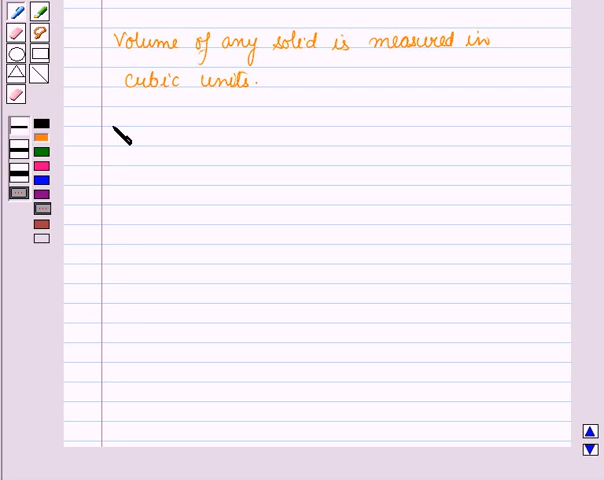 Volume of any solid is measured in
cubic units.